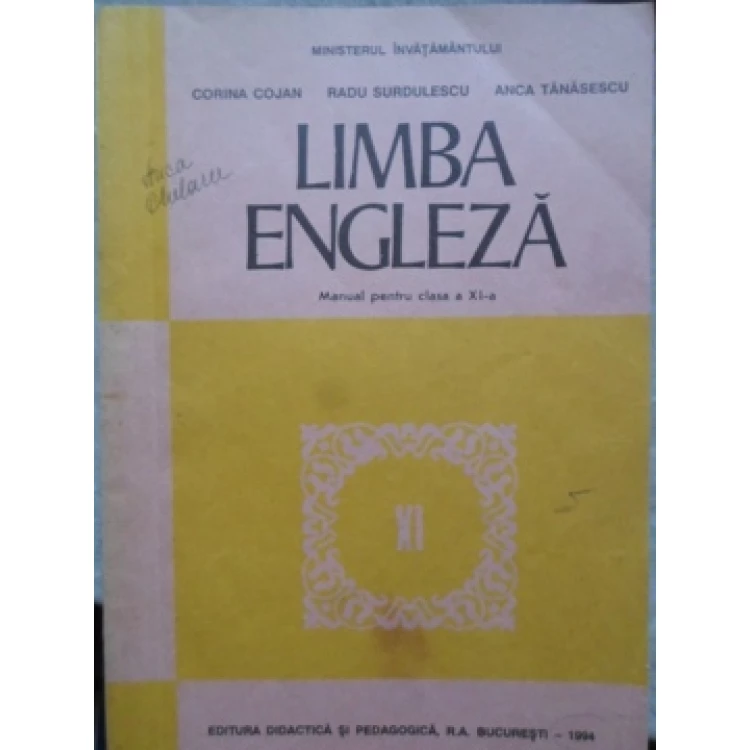 MINISTERUL ÎNVĂȚĂMÂNTULUI
CORINA COJAN RADU SURDULESCU ANCA TĂNĂSESCU
LIMBA
ENGLEZĂ
Manual pentru clasa a XI-a
XI
EDITURA DIDACTICĂ ȘI PEDAGOGICĂ, R.A. BUCUREȘTI – 1994